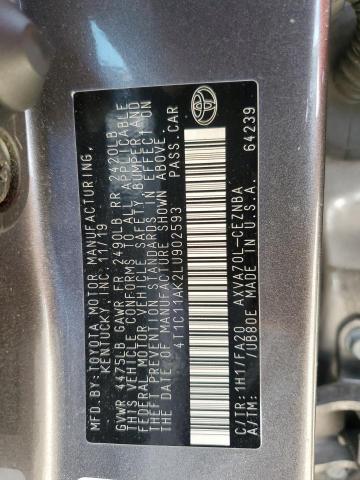 MFD.BY:TOYOTA MOTOR MANUFACTURING,
KENTUCKY,INC. 11/19
GVWR 4475LB GAWR FR 2490LB RR 2420LB
THIS VEHICLE CONFORMS TO ALL APPLICABLE
FEDERAL MOTOR VEHICLE SAFETY, BUMPER, AND
THEFT PREVENTION STANDARDS IN EFFECT ON
THE DATE OF MANUFACTURE SHOWN ABOVE.
4T1C11AK2LU902593 PASS.CAR
C/TR:1H1/FA20 AXVA70L-CEZNBA
A/TM: /UB80E MADE IN U.S.A. 64239